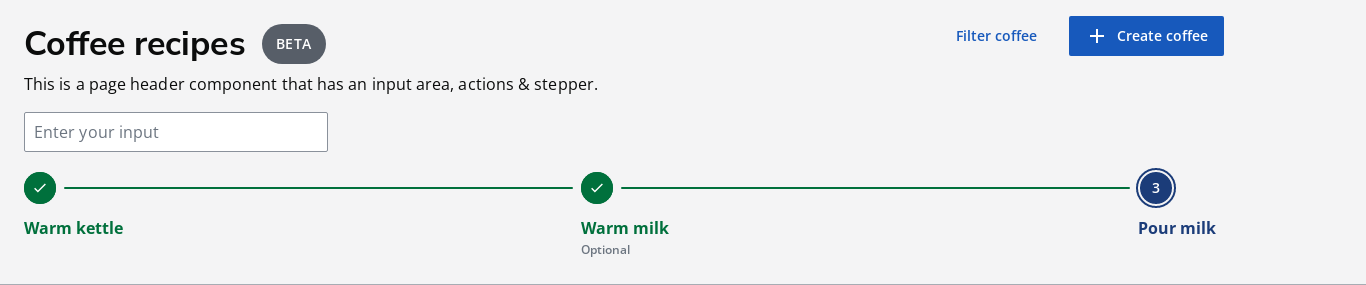 Coffee recipes BETA Filter coffee Create coffee
This is a page header component that has an input area, actions & stepper.
Enter your input
3
Warm kettle Warm milk Pour milk
Optional